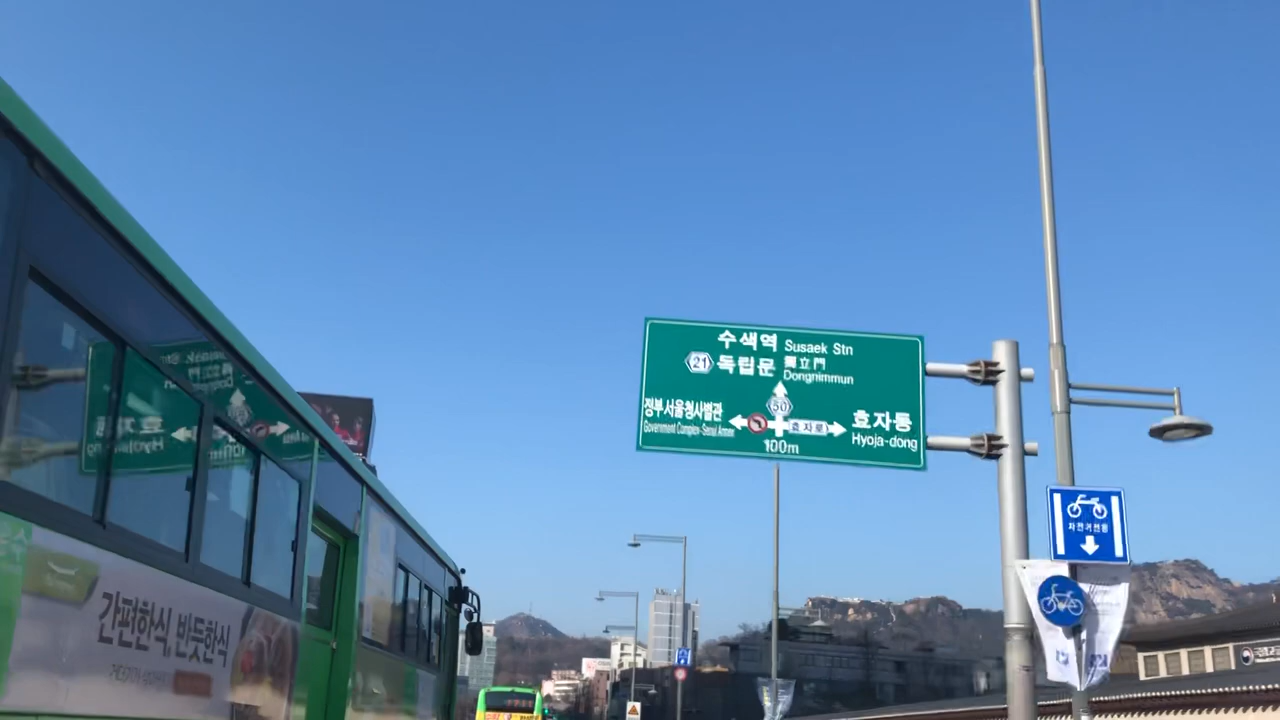 수색역 Susaek Stn
21 독립문 獨立門
Dongnimmun
50
정부서울청사별관
Government Complex-Seoul Annex
효자로
효자동
Hyoja-dong
100m
자전거전용
간편한식, 반듯한식